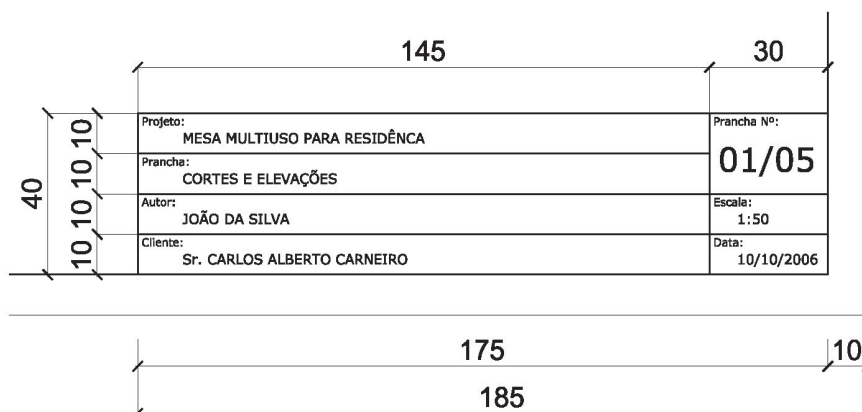 145 30
Projeto:
MESA MULTIUSO PARA RESIDÊNCA
Prancha Nº:
01/05
Prancha:
CORTES E ELEVAÇÕES
Autor:
JOÃO DA SILVA
Escala:
1:50
Cliente:
Sr. CARLOS ALBERTO CARNEIRO
Data:
10/10/2006
40
10
10
10
10
175 10
185